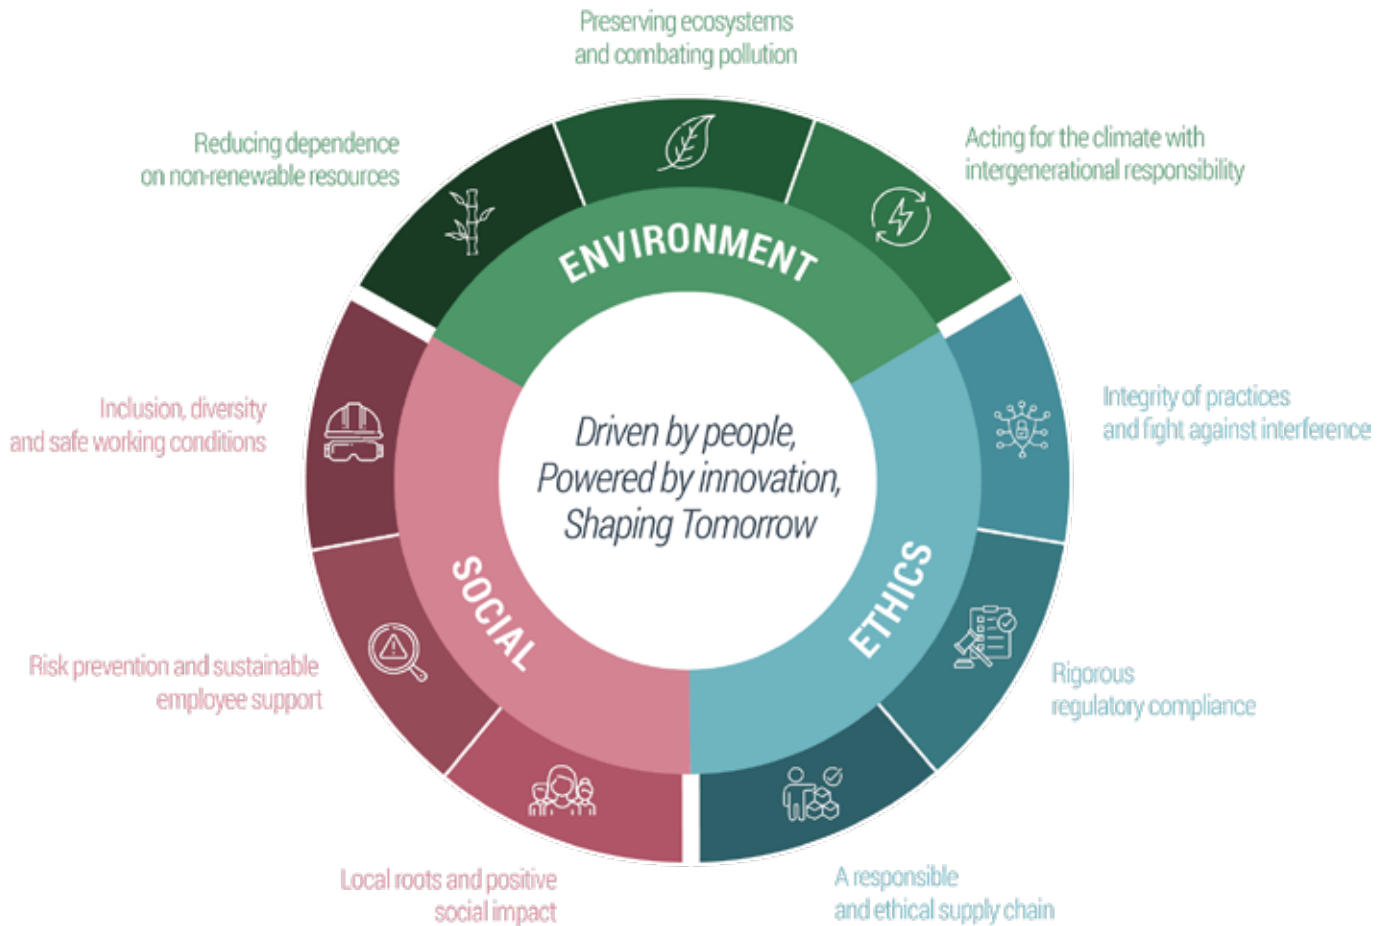 Preserving ecosystems
and combating pollution
Reducing dependence
on non-renewable resources
Acting for the climate with
intergenerational responsibility
ENVIRONMENT
Inclusion, diversity
and safe working conditions
Integrity of practices
and fight against interference
Driven by people,
Powered by innovation,
Shaping Tomorrow
SOCIAL
ETHICS
Risk prevention and sustainable
employee support
Rigorous
regulatory compliance
Local roots and positive
social impact
A responsible
and ethical supply chain